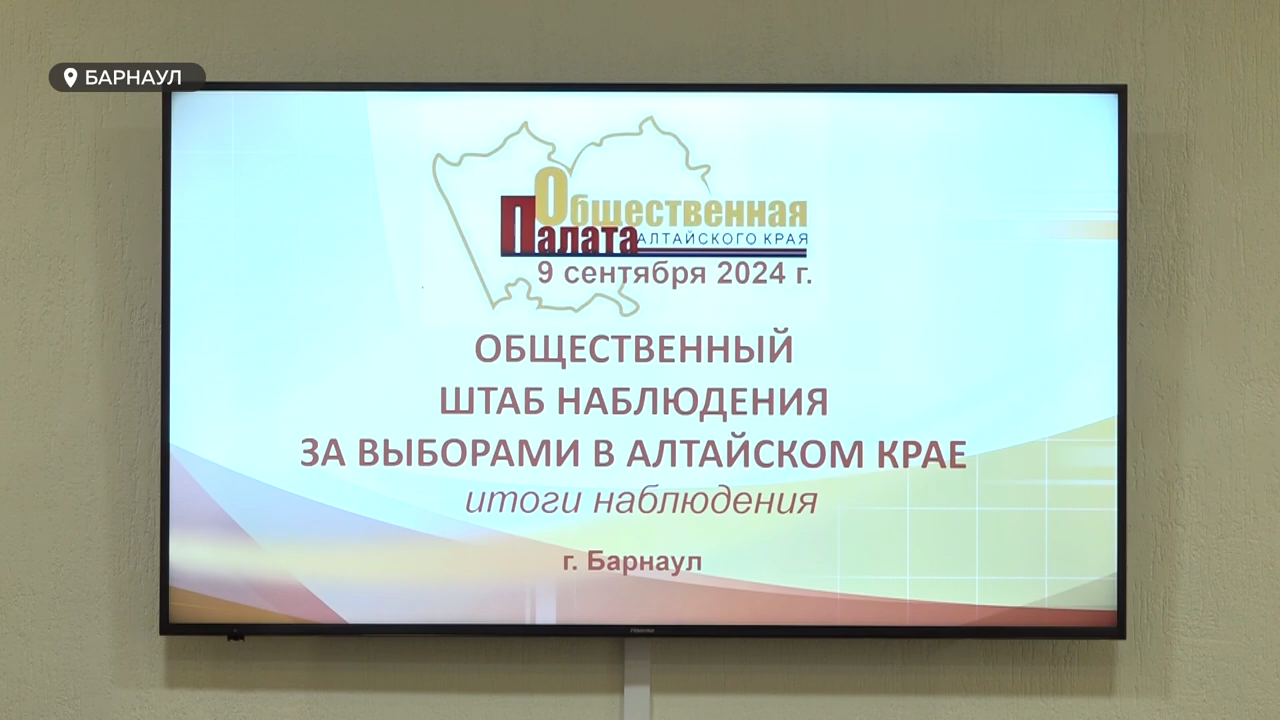 БАРНАУЛ
Общественная
Палата АЛТАЙСКОГО КРАЯ
9 сентября 2024 г.
ОБЩЕСТВЕННЫЙ
ШТАБ НАБЛЮДЕНИЯ
ЗА ВЫБОРАМИ В АЛТАЙСКОМ КРАЕ
итоги наблюдения
г. Барнаул